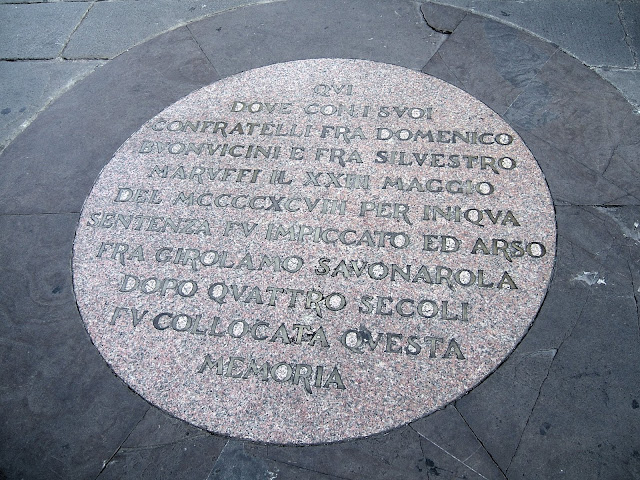 QVI
DOVE CON I SVOI
CONFRATELLI FRA DOMENICO
BVONVICINI E FRA SILVESTRO
MARVFFI IL XXIII MAGGIO
DEL MCCCCXCVIII PER INIQVA
SENTENZA FV IMPICCATO ED ARSO
FRA GIROLAMO SAVONAROLA
DOPO QVATTRO SECOLI
FV COLLOCATA QVESTA
MEMORIA